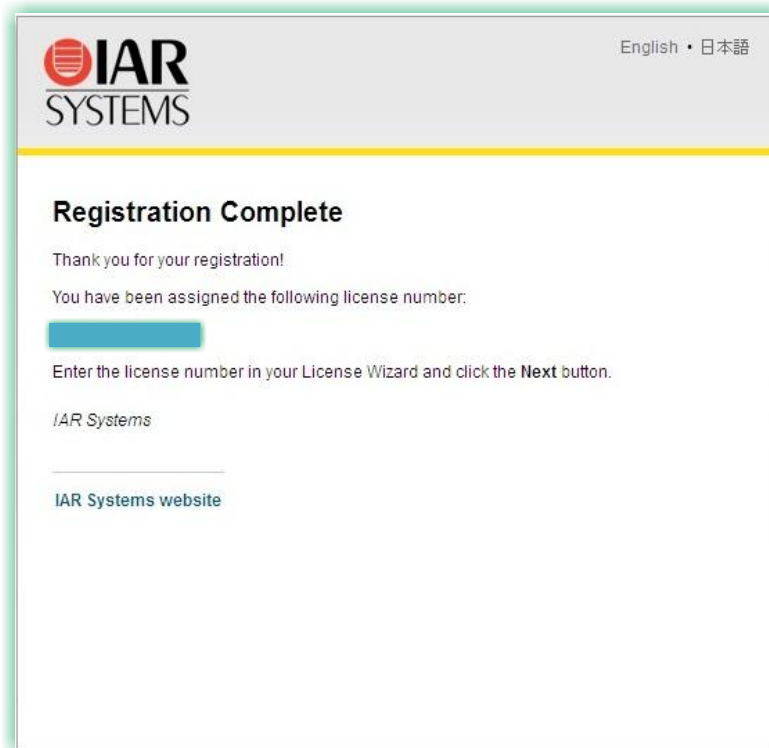 IAR
SYSTEMS
English • 日本語
Registration Complete
Thank you for your registration!
You have been assigned the following license number:
Enter the license number in your License Wizard and click the Next button.
IAR Systems
IAR Systems website